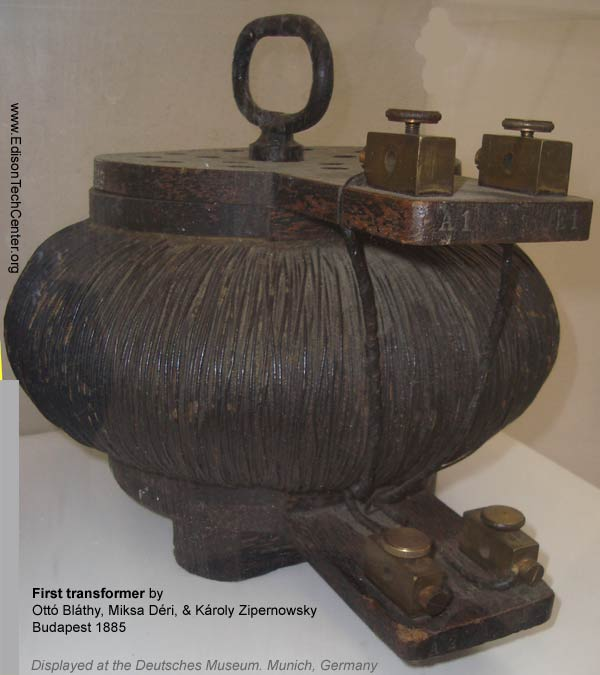 www.EdisonTechCenter.org
A1
First transformer by
Ottó Bláthy, Miksa Déri, & Károly Zipernowsky
Budapest 1885
Displayed at the Deutsches Museum. Munich, Germany